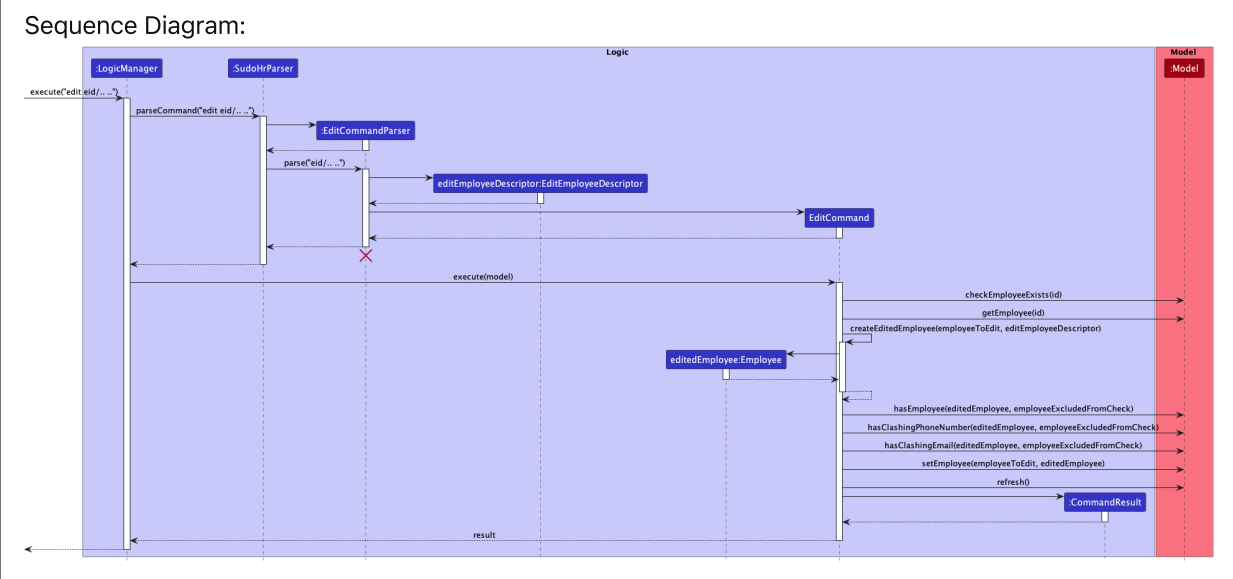 Sequence Diagram:
Logic
Model
:LogicManager
:SudoHrParser
:Model
execute("edit eid/.. ..")
parseCommand("edit eid/.. ..")
:EditCommandParser
parse("eid/.. ..")
editEmployeeDescriptor:EditEmployeeDescriptor
EditCommand
execute(model)
checkEmployeeExists(id)
getEmployee(id)
createEditedEmployee(employeeToEdit, editEmployeeDescriptor)
editedEmployee:Employee
hasEmployee(editedEmployee, employeeExcludedFromCheck)
hasClashingPhoneNumber(editedEmployee, employeeExcludedFromCheck)
hasClashingEmail(editedEmployee, employeeExcludedFromCheck)
setEmployee(employeeToEdit, editedEmployee)
refresh()
:CommandResult
result